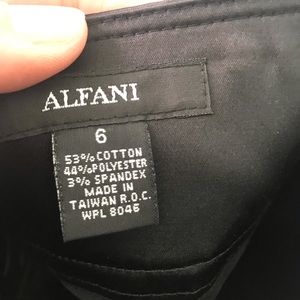 ALFANI
6
53% COTTON
44% POLYESTER
3% SPANDEX
MADE IN
TAIWAN R.O.C.
WPL 8046